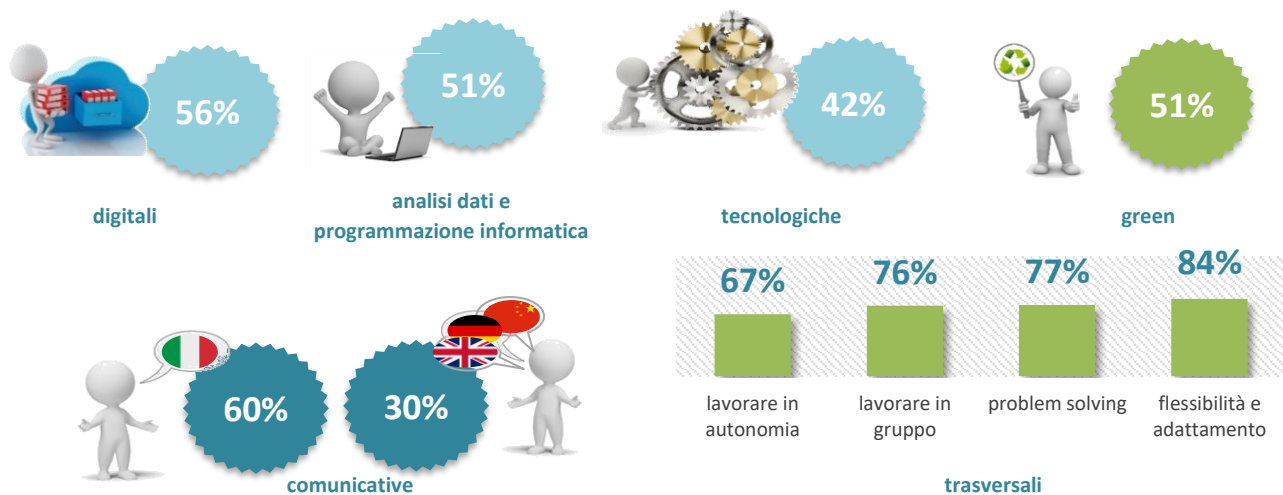 56%
51%
42%
51%
digitali
analisi dati e
programmazione informatica
tecnologiche
green
60%
30%
comunicative
67%
76%
77%
84%
lavorare in
autonomia
lavorare in
gruppo
problem solving
flessibilità e
adattamento
trasversali